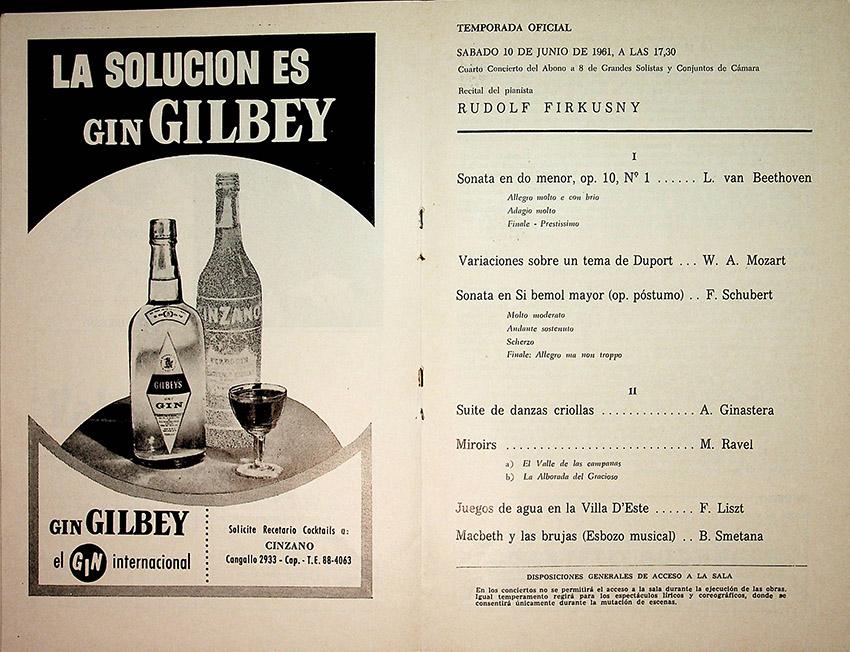 LA SOLUCION ES
GIN GILBEY
CINZANO
GILBEY'S
GIN
GIN GILBEY
el GIN internacional
Solicite Recetario Cocktails a:
CINZANO
Cangallo 2933 - Cap. - T.E. 88-4063
TEMPORADA OFICIAL
SABADO 10 DE JUNIO DE 1961, A LAS 17,30
Cuarto Concierto del Abono a 8 de Grandes Solistas y Conjuntos de Cámara
Recital del pianista
RUDOLF FIRKUSNY
I
Sonata en do menor, op. 10, Nº 1 ...... L. van Beethoven
Allegro molto e con brio
Adagio molto
Finale - Prestissimo
Variaciones sobre un tema de Duport ... W. A. Mozart
Sonata en Si bemol mayor (op. póstumo) .. F. Schubert
Molto moderato
Andante sostenuto
Scherzo
Finale: Allegro ma non troppo
II
Suite de danzas criollas .............. A. Ginastera
Miroirs ............................ M. Ravel
a) El Valle de las campanas
b) La Alborada del Gracioso
Juegos de agua en la Villa D'Este ...... F. Liszt
Macbeth y las brujas (Esbozo musical) .. B. Smetana
DISPOSICIONES GENERALES DE ACCESO A LA SALA
En los conciertos no se permitirá el acceso a la sala durante la ejecución de las obras.
Igual temperamento regirá para los espectáculos líricos y coreográficos, donde se
consentirá únicamente durante la mutación de escenas.